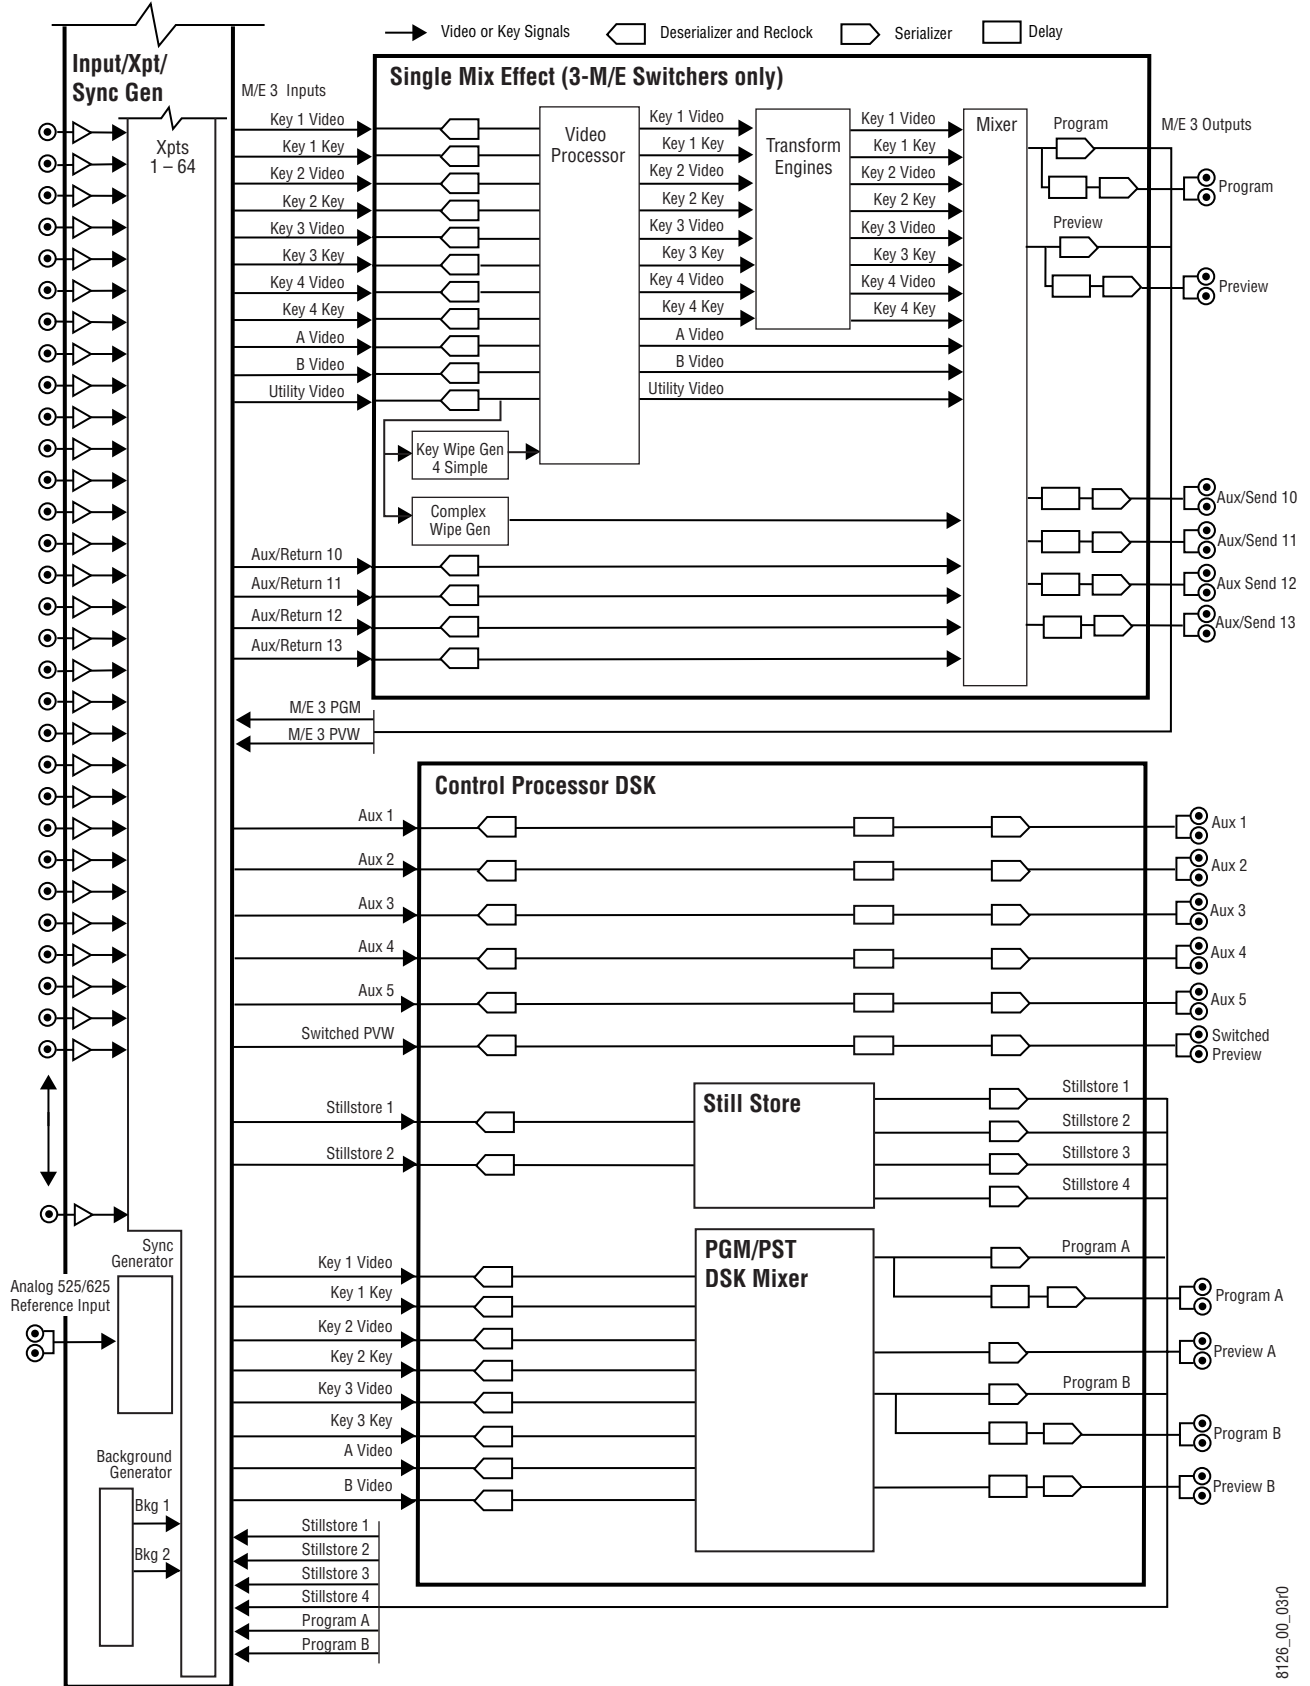 Video or Key Signals
Deserializer and Reclock
Serializer
Delay
Input/Xpt/
Sync Gen
Xpts
1 – 64
M/E 3 Inputs
Single Mix Effect (3-M/E Switchers only)
Key 1 Video
Key 1 Key
Key 2 Video
Key 2 Key
Key 3 Video
Key 3 Key
Key 4 Video
Key 4 Key
A Video
B Video
Utility Video
Video
Processor
Key 1 Video
Key 1 Key
Key 2 Video
Key 2 Key
Key 3 Video
Key 3 Key
Key 4 Video
Key 4 Key
A Video
B Video
Utility Video
Transform
Engines
Key 1 Video
Key 1 Key
Key 2 Video
Key 2 Key
Key 3 Video
Key 3 Key
Key 4 Video
Key 4 Key
Mixer
Program
Preview
M/E 3 Outputs
Program
Preview
Key Wipe Gen
4 Simple
Complex
Wipe Gen
Aux/Return 10
Aux/Return 11
Aux/Return 12
Aux/Return 13
Aux/Send 10
Aux/Send 11
Aux Send 12
Aux/Send 13
M/E 3 PGM
M/E 3 PVW
Control Processor DSK
Aux 1
Aux 2
Aux 3
Aux 4
Aux 5
Switched PVW
Aux 1
Aux 2
Aux 3
Aux 4
Aux 5
Switched
Preview
Stillstore 1
Stillstore 2
Still Store
Stillstore 1
Stillstore 2
Stillstore 3
Stillstore 4
Sync
Generator
Analog 525/625
Reference Input
Key 1 Video
Key 1 Key
Key 2 Video
Key 2 Key
Key 3 Video
Key 3 Key
A Video
B Video
PGM/PST
DSK Mixer
Program A
Program B
Program A
Preview A
Program B
Preview B
Background
Generator
Bkg 1
Bkg 2
Stillstore 1
Stillstore 2
Stillstore 3
Stillstore 4
Program A
Program B
8126_00_03r0